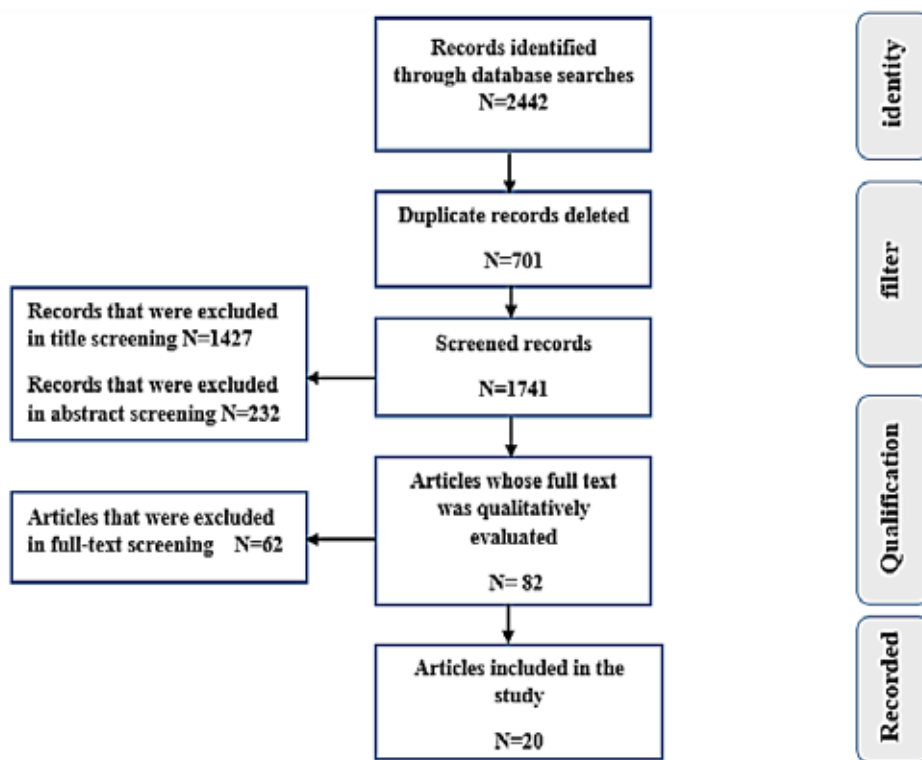 Records identified
through database searches
N=2442
identity
Duplicate records deleted
N=701
filter
Records that were excluded
in title screening N=1427
Records that were excluded
in abstract screening N=232
Screened records
N=1741
Articles whose full text
was qualitatively
evaluated
N= 82
Qualification
Articles that were excluded
in full-text screening N=62
Articles included in the
study
N=20
Recorded